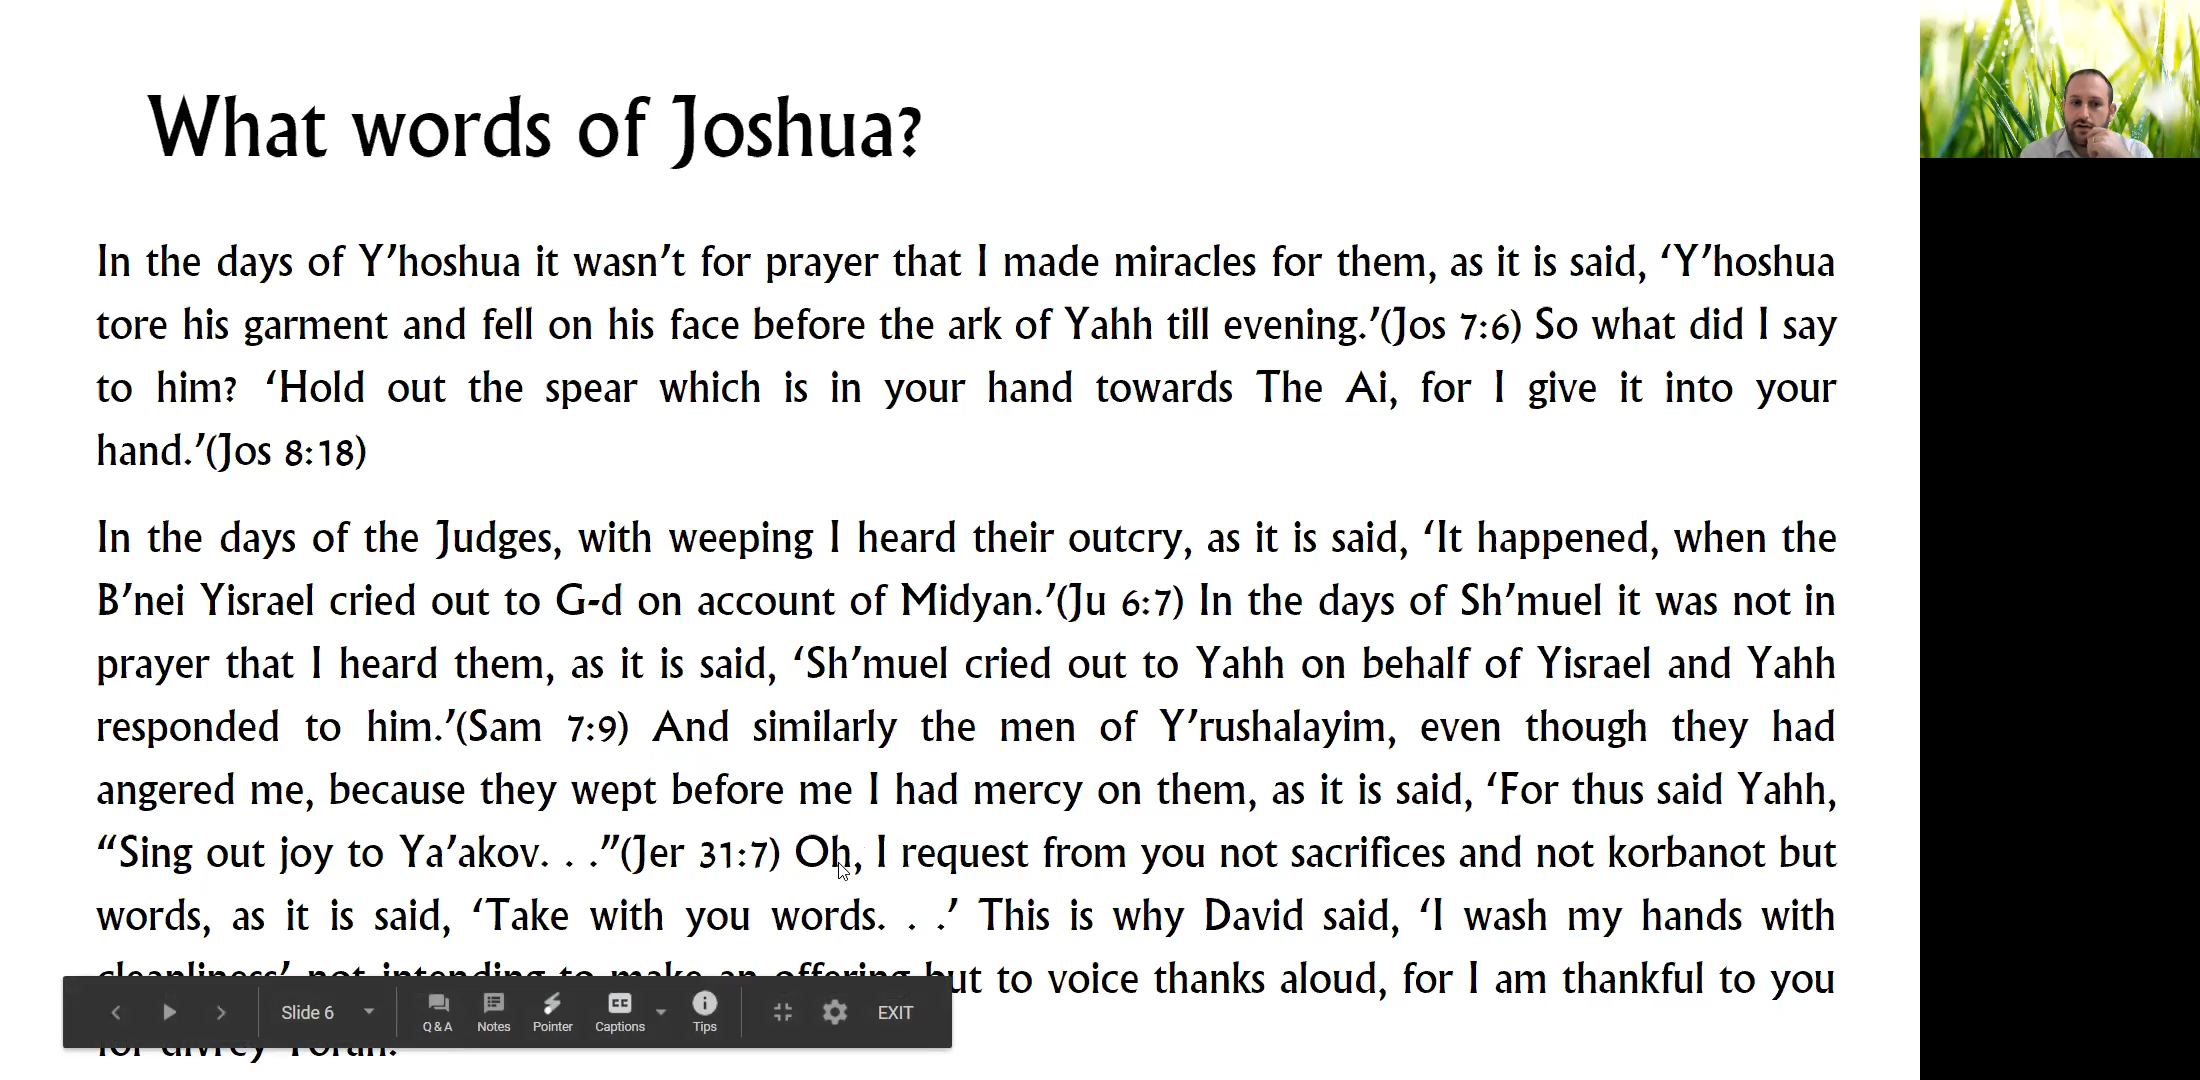 What words of Joshua?
In the days of Y’hoshua it wasn’t for prayer that I made miracles for them, as it is said, ‘Y’hoshua
tore his garment and fell on his face before the ark of Yahh till evening.’(Jos 7:6) So what did I say
to him? ‘Hold out the spear which is in your hand towards The Ai, for I give it into your
hand.’(Jos 8:18)
In the days of the Judges, with weeping I heard their outcry, as it is said, ‘It happened, when the
B’nei Yisrael cried out to G-d on account of Midyan.’(Ju 6:7) In the days of Sh’muel it was not in
prayer that I heard them, as it is said, ‘Sh’muel cried out to Yahh on behalf of Yisrael and Yahh
responded to him.’(Sam 7:9) And similarly the men of Y’rushalayim, even though they had
angered me, because they wept before me I had mercy on them, as it is said, ‘For thus said Yahh,
“Sing out joy to Ya’akov. . .”(Jer 31:7) Oh, I request from you not sacrifices and not korbanot but
words, as it is said, ‘Take with you words. . .’ This is why David said, ‘I wash my hands with
cleanliness’ not intending to make an offering but to voice thanks aloud, for I am thankful to you
for divrey Torah.
Slide 6
Q & A Notes Pointer Captions Tips EXIT